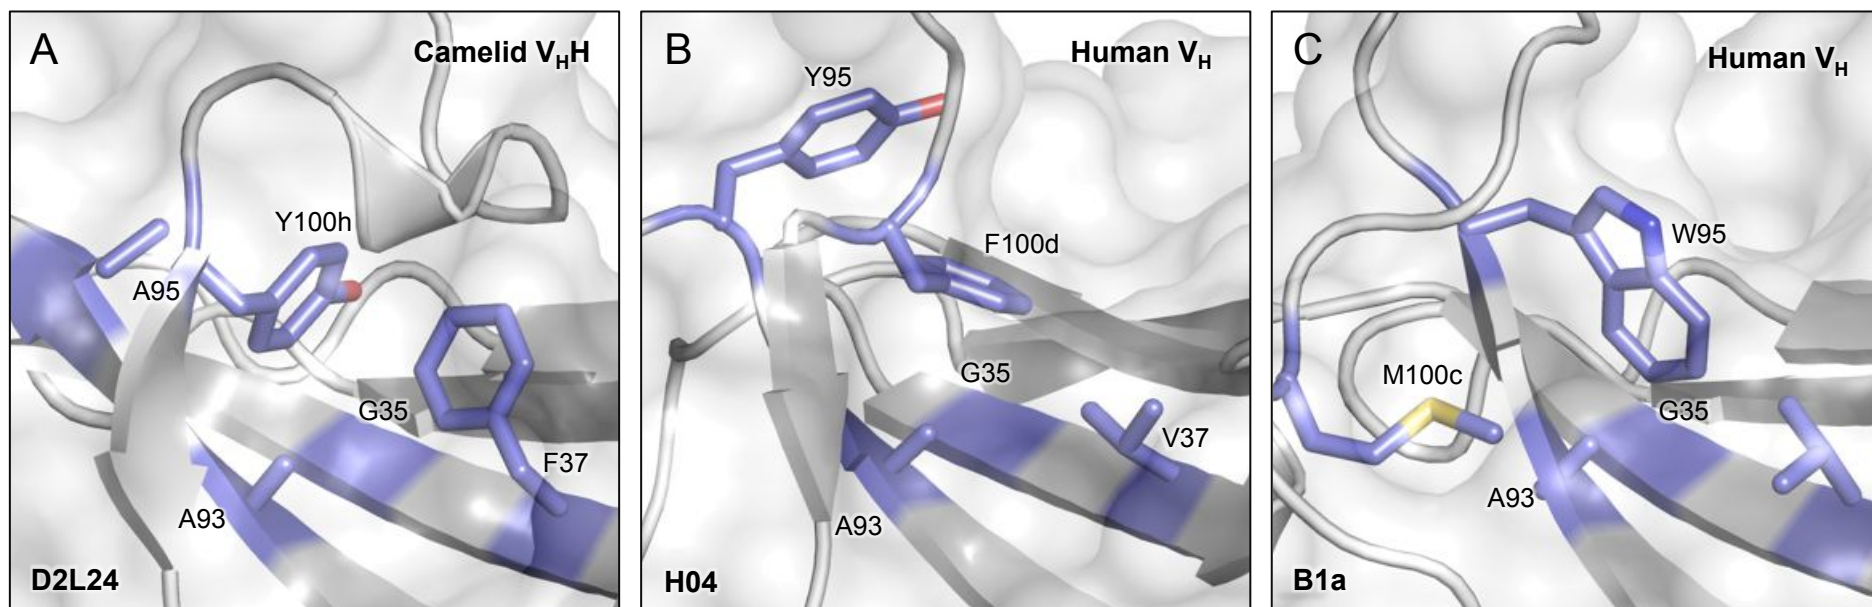 A
Camelid VHH
Y100h
A95
G35
F37
A93
D2L24
B
Human VH
Y95
F100d
G35
V37
A93
H04
C
Human VH
W95
M100c
G35
A93
B1a